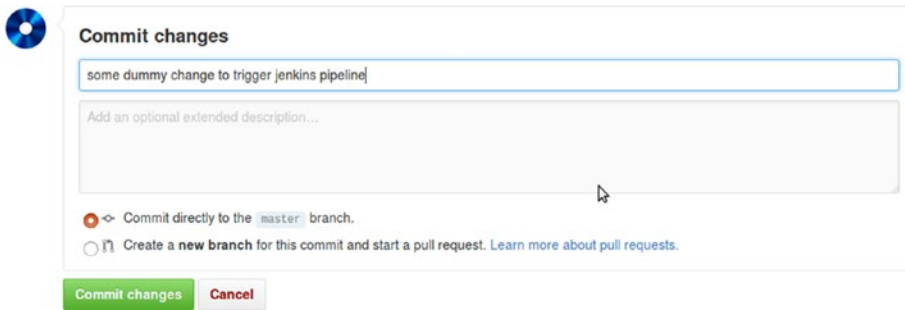 Commit changes
some dummy change to trigger jenkins pipeline
Add an optional extended description...
Commit directly to the master branch.
Create a new branch for this commit and start a pull request. Learn more about pull requests.
Commit changes Cancel